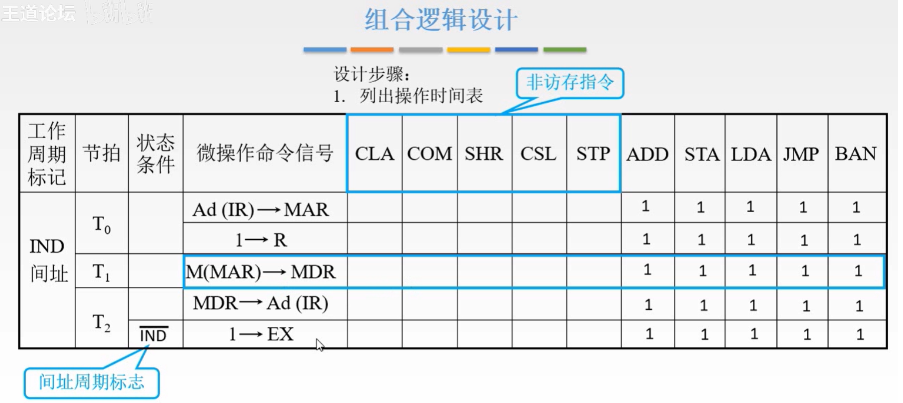 王道论坛
组合逻辑设计
设计步骤:
1. 列出操作时间表
非访存指令
工作周期标记 节拍 状态条件 微操作命令信号 CLA COM SHR CSL STP ADD STA LDA JMP BAN
IND 间址
T0 Ad (IR) → MAR 1 1 1 1 1
1 → R 1 1 1 1 1
T1 M(MAR) → MDR 1 1 1 1 1
T2 MDR → Ad (IR) 1 1 1 1 1
I̅N̅D̅ 1 → EX 1 1 1 1 1
间址周期标志